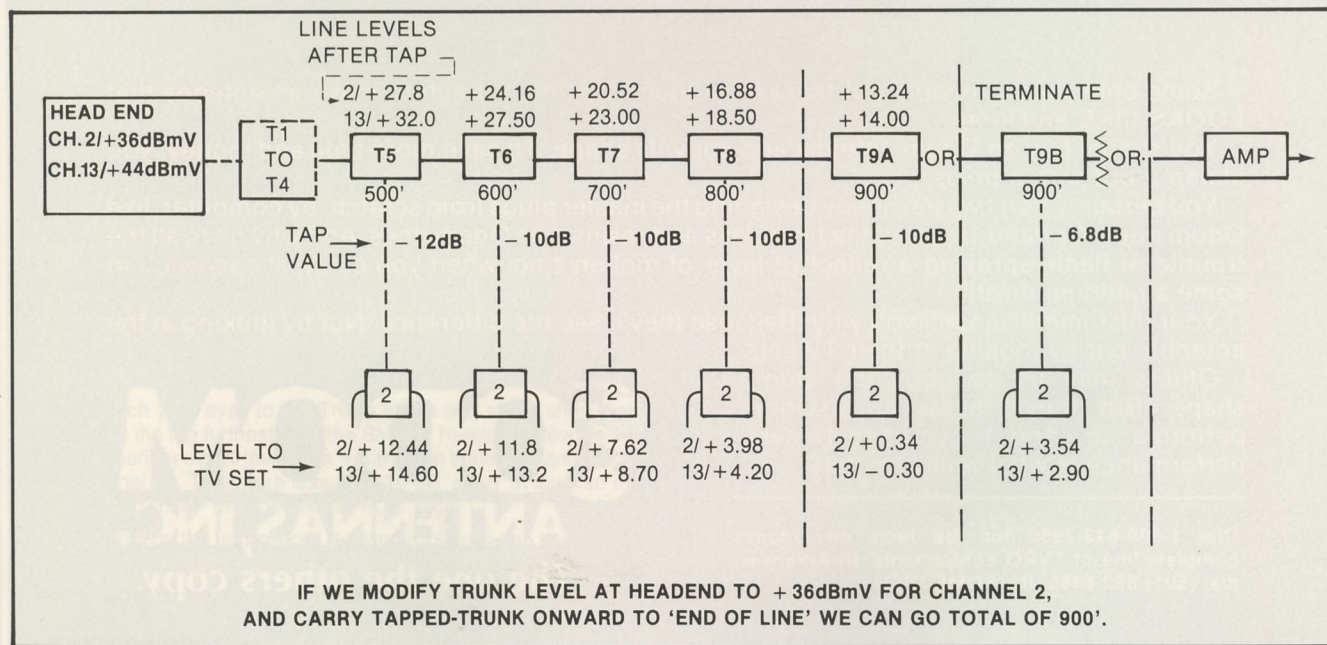 LINE LEVELS
AFTER TAP
2/ + 27.8 + 24.16 + 20.52 + 16.88 + 13.24 TERMINATE
13/ + 32.0 + 27.50 + 23.00 + 18.50 + 14.00
HEAD END
CH. 2/+36dBmV
CH.13/+44dBmV
T1
TO
T4
T5 T6 T7 T8 T9A OR T9B OR AMP
500' 600' 700' 800' 900' 900'
TAP
VALUE
– 12dB – 10dB – 10dB – 10dB – 10dB – 6.8dB
2 2 2 2 2 2
LEVEL TO
TV SET
2/ + 12.44 2/ + 11.8 2/ + 7.62 2/ + 3.98 2/ +0.34 2/ + 3.54
13/ + 14.60 13/ + 13.2 13/ + 8.70 13/ + 4.20 13/ – 0.30 13/ + 2.90
IF WE MODIFY TRUNK LEVEL AT HEADEND TO + 36dBmV FOR CHANNEL 2,
AND CARRY TAPPED-TRUNK ONWARD TO 'END OF LINE' WE CAN GO TOTAL OF 900'.